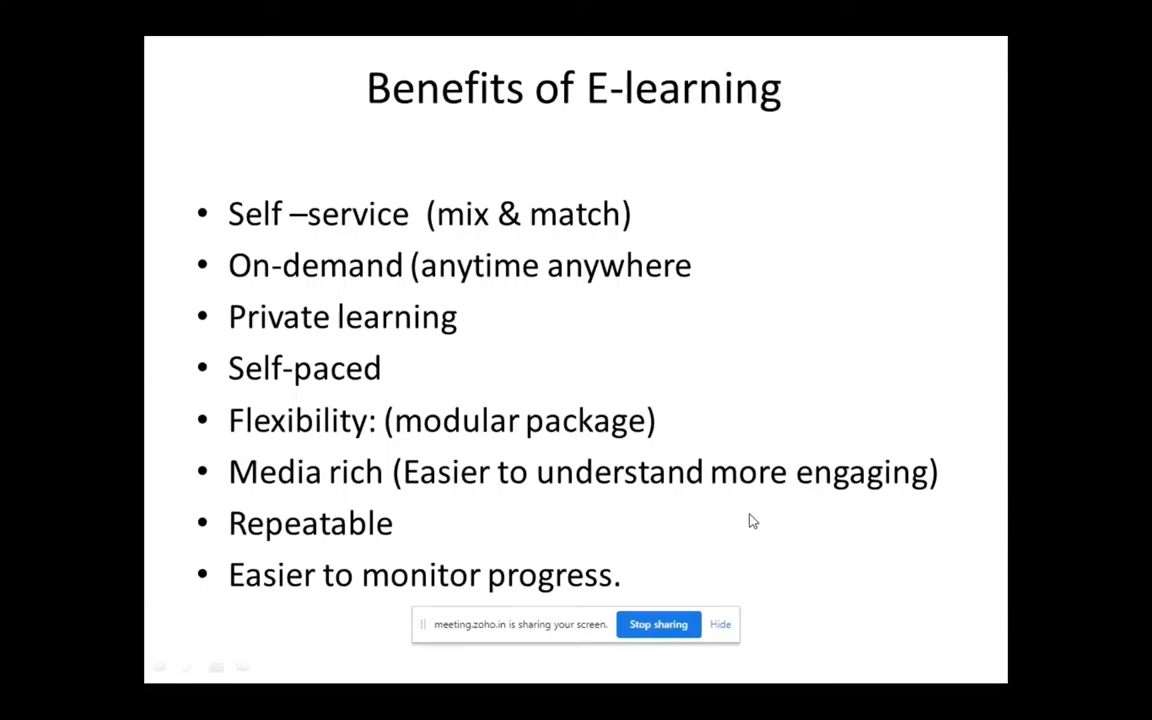 Benefits of E-learning
• Self –service (mix & match)
• On-demand (anytime anywhere
• Private learning
• Self-paced
• Flexibility: (modular package)
• Media rich (Easier to understand more engaging)
• Repeatable
• Easier to monitor progress.
meeting.zoho.in is sharing your screen. Stop sharing Hide